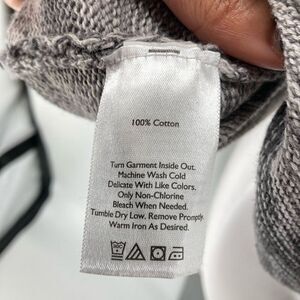 100% Cotton
Turn Garment Inside Out.
Machine Wash Cold
Delicate With Like Colors.
Only Non-Chlorine
Bleach When Needed.
Tumble Dry Low. Remove Promptly.
Warm Iron As Desired.